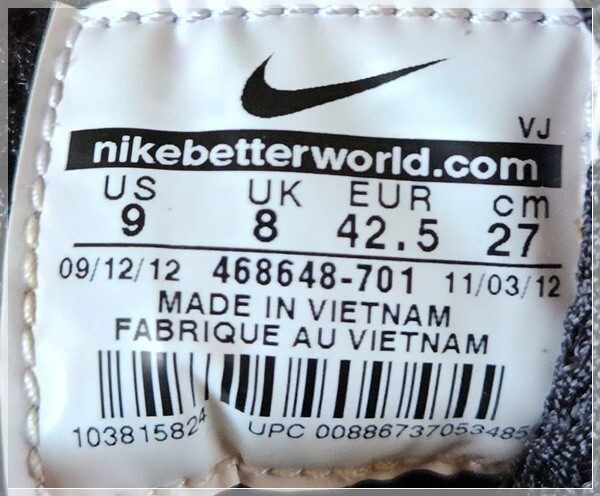 VJ
nikebetterworld.com
US UK EUR cm
9 8 42.5 27
09/12/12 468648-701 11/03/12
MADE IN VIETNAM
FABRIQUE AU VIETNAM
1038158224 UPC 00886737053485